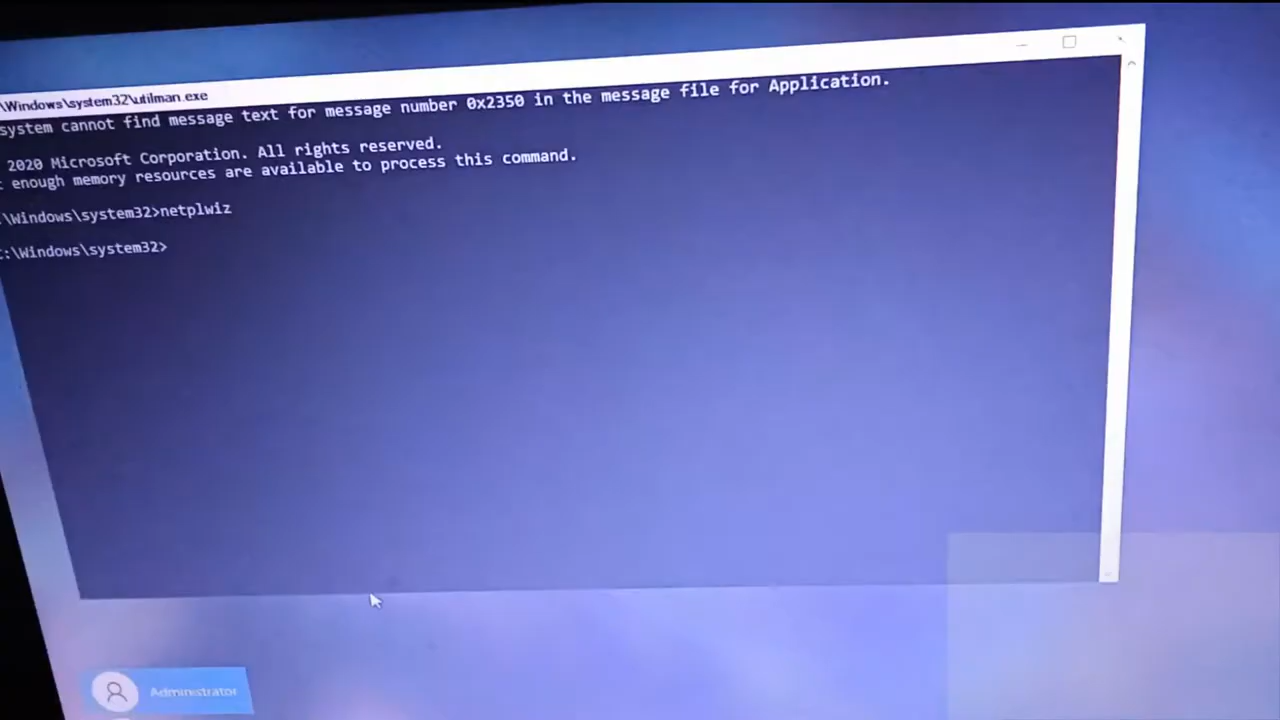 \Windows\system32\utilman.exe
system cannot find message text for message number 0x2350 in the message file for Application.
2020 Microsoft Corporation. All rights reserved.
enough memory resources are available to process this command.
:\Windows\system32>netplwiz
C:\Windows\system32>
Administrator